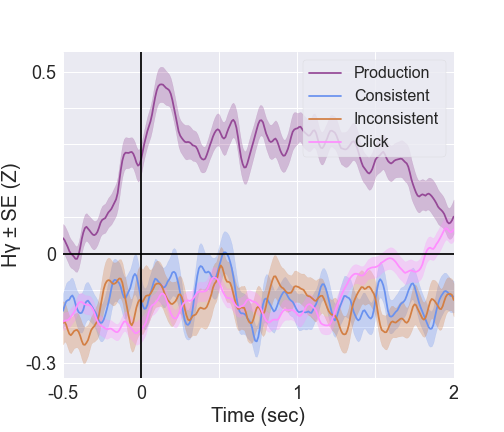 Hγ ± SE (Z)
0.5
0
-0.3
Production
Consistent
Inconsistent
Click
-0.5 0 1 2
Time (sec)